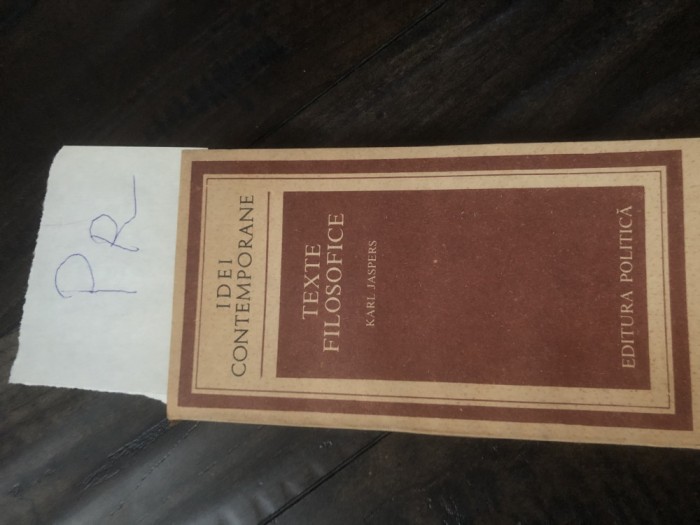 PR
IDEI
CONTEMPORANE
TEXTE
FILOSOFICE
KARL JASPERS
EDITURA POLITICĂ